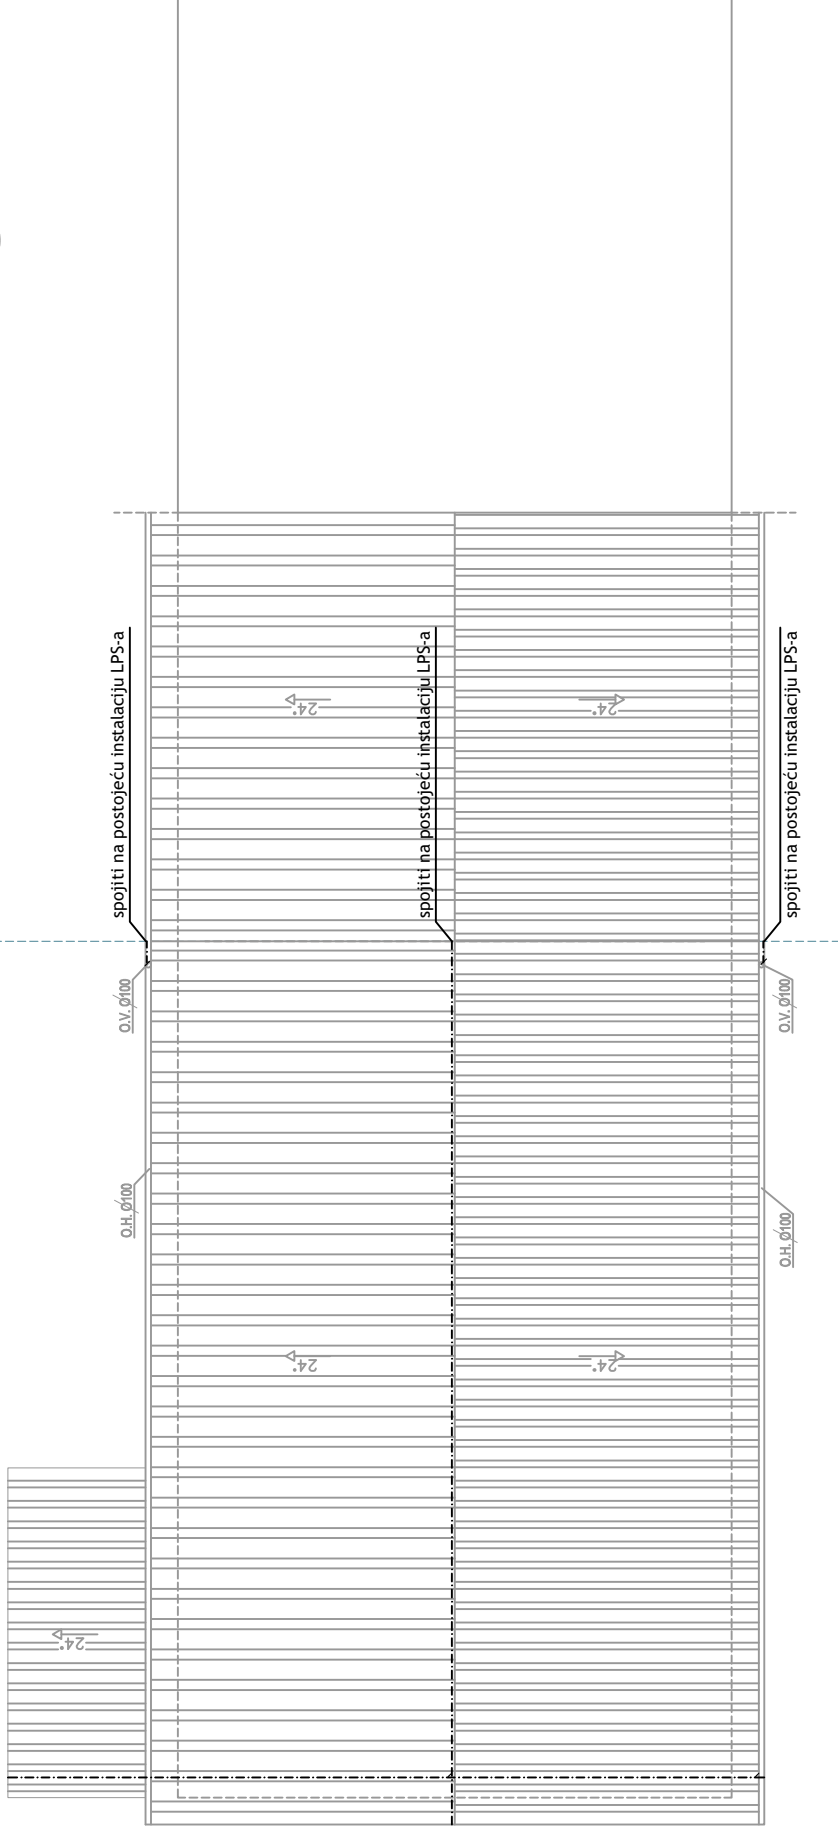 spojiti na postojeću instalaciju LPS-a
spojiti na postojeću instalaciju LPS-a
spojiti na postojeću instalaciju LPS-a
24°
24°
O.V. Ø100
O.V. Ø100
O.H. Ø100
O.H. Ø100
24°
24°
24°